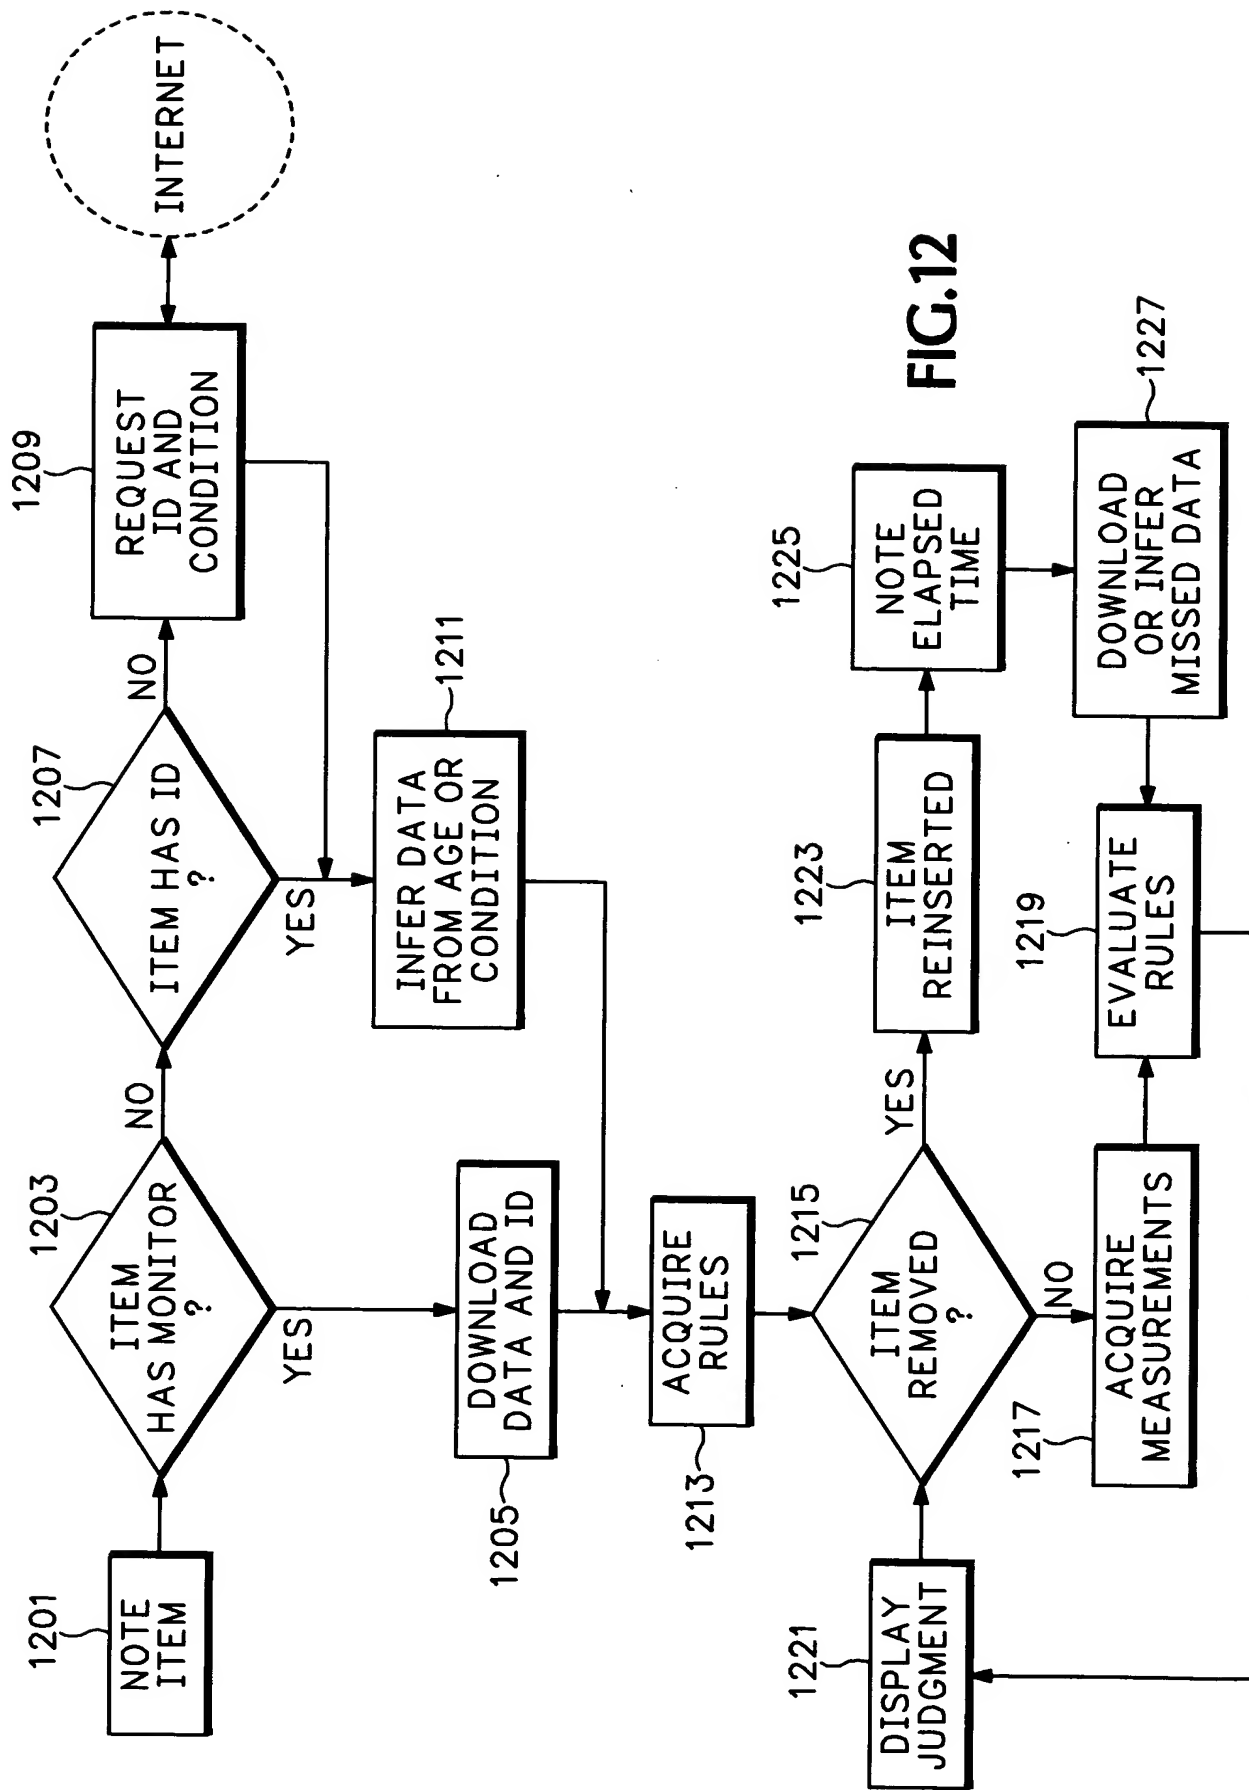 1201
NOTE
ITEM
1203
ITEM
HAS MONITOR
?
NO
YES
1207
ITEM HAS ID
?
NO
YES
1209
REQUEST
ID AND
CONDITION
INTERNET
1205
DOWNLOAD
DATA AND ID
1211
INFER DATA
FROM AGE OR
CONDITION
1213
ACQUIRE
RULES
1215
ITEM
REMOVED
?
YES
NO
1217
ACQUIRE
MEASUREMENTS
1219
EVALUATE
RULES
1221
DISPLAY
JUDGMENT
1223
ITEM
REINSERTED
1225
NOTE
ELAPSED
TIME
1227
DOWNLOAD
OR INFER
MISSED DATA
FIG.12